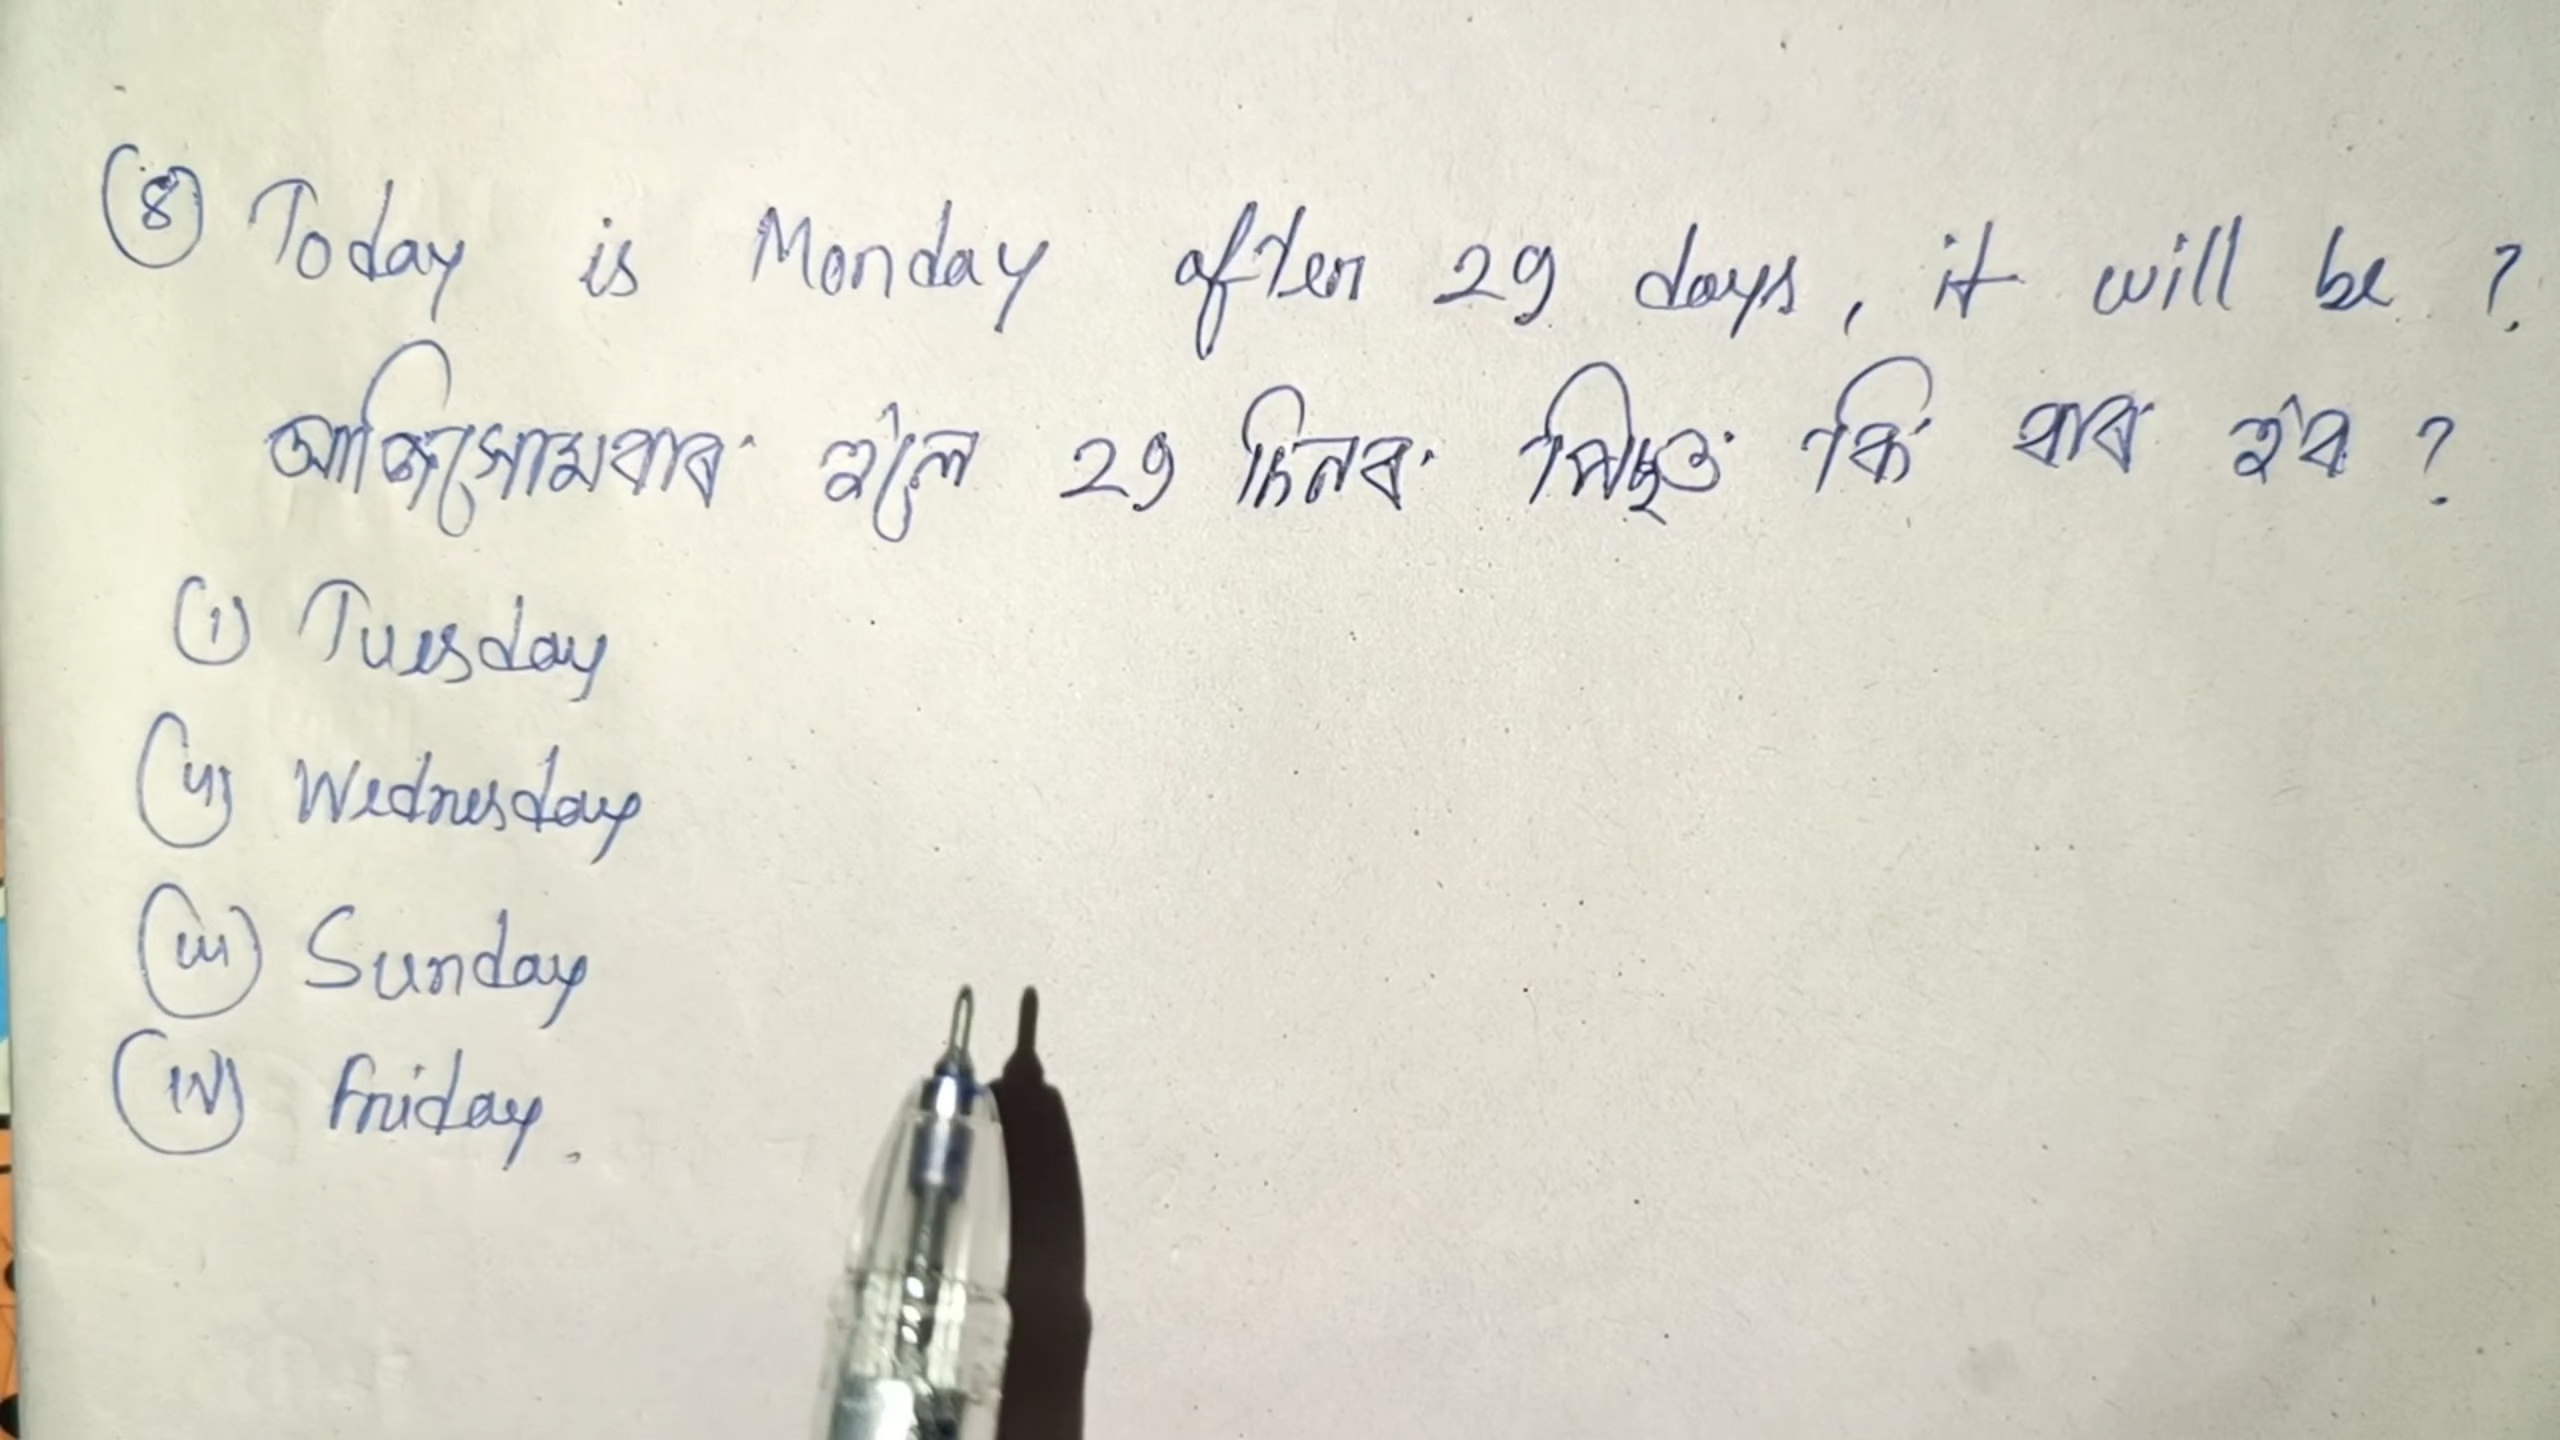 ⑧ Today is Monday after 29 days, it will be ?
আজি সোমবাৰ হ'লে 29 দিনৰ পিছত কি বাৰ হ'ব ?
(i) Tuesday
(ii) Wednesday
(iii) Sunday
(iv) Friday.